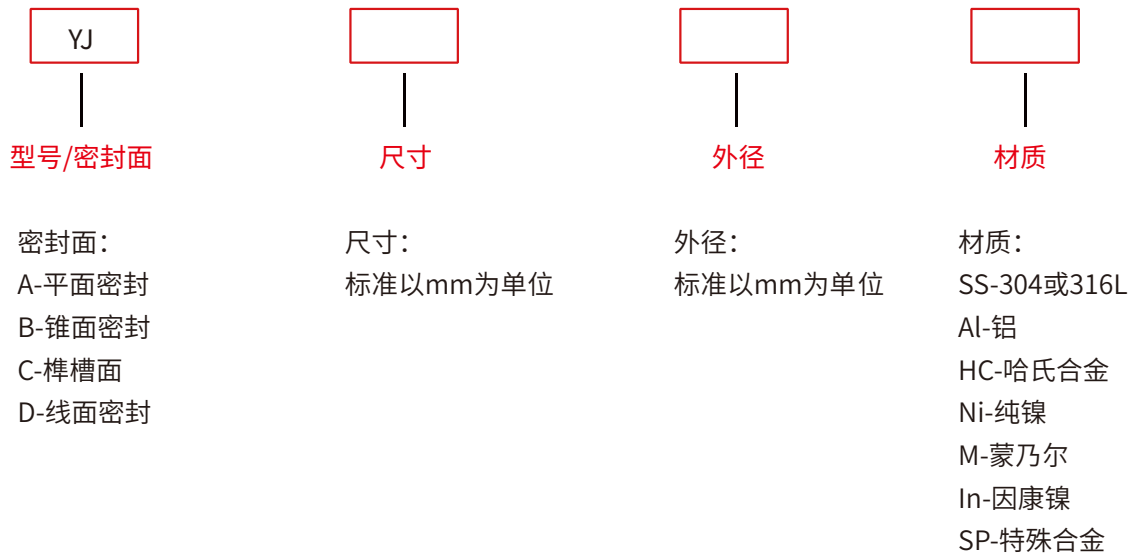 YJ
型号/密封面
尺寸
外径
材质
密封面：
A-平面密封
B-锥面密封
C-榫槽面
D-线面密封
尺寸：
标准以mm为单位
外径：
标准以mm为单位
材质：
SS-304或316L
Al-铝
HC-哈氏合金
Ni-纯镍
M-蒙乃尔
In-因康镍
SP-特殊合金